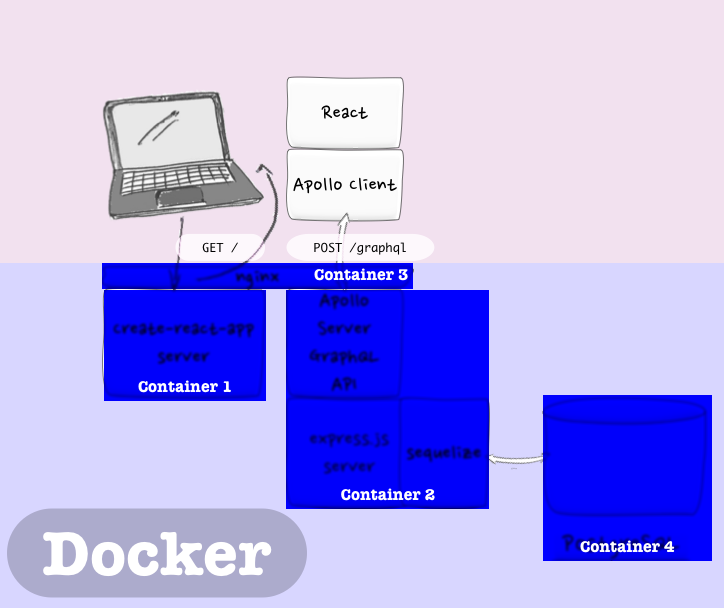 React
Apollo Client
GET /
POST /graphql
nginx
Container 3
Apollo
Server
GraphQL
API
create-react-app
server
Container 1
express.js
server
sequelize
Container 2
Container 4
Docker